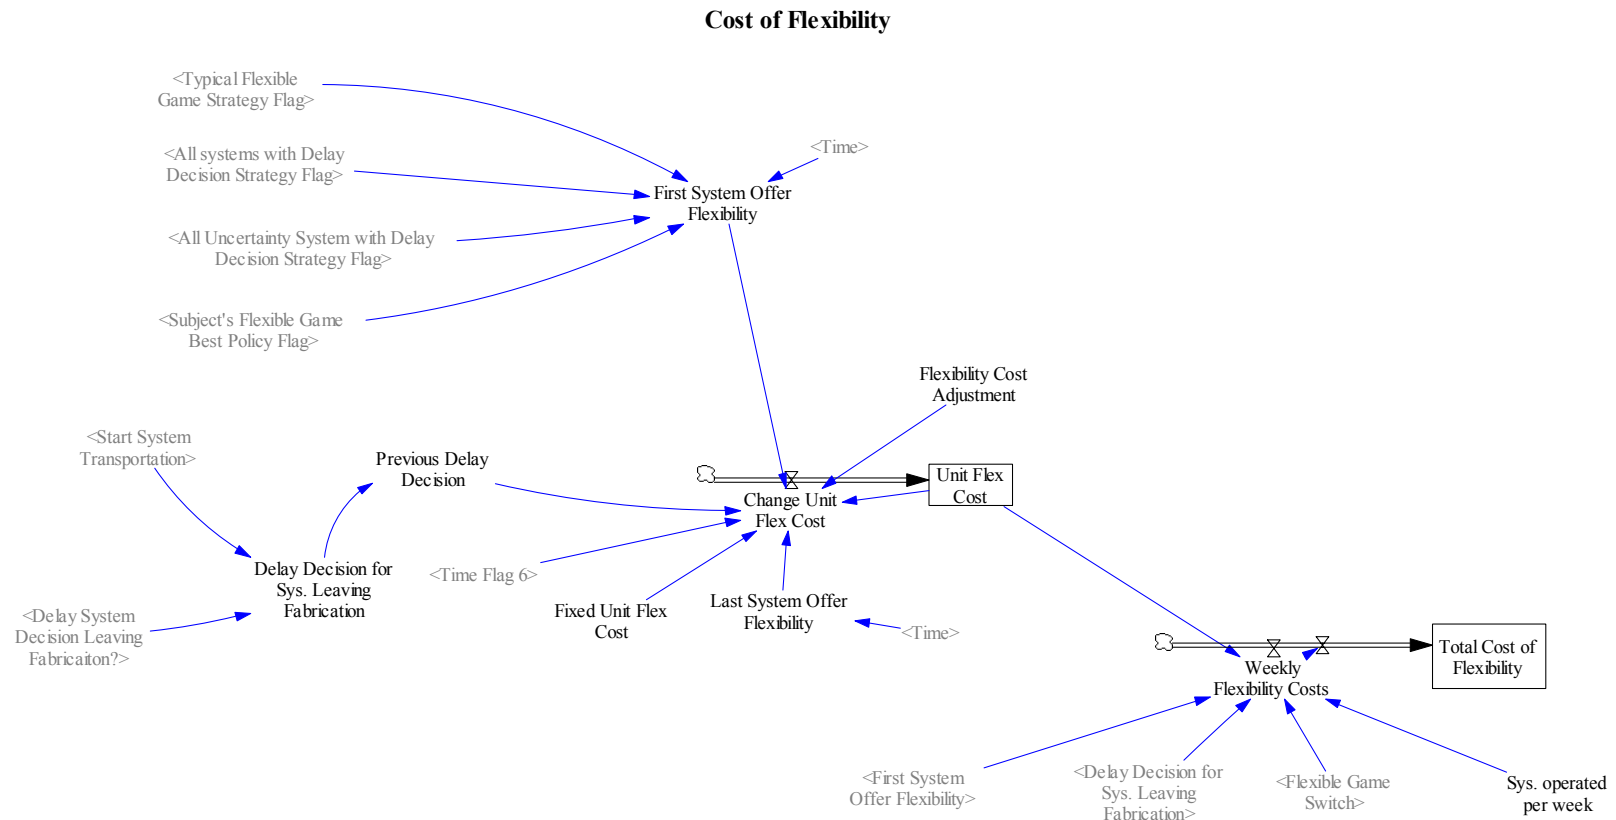 Cost of Flexibility
<Typical Flexible
Game Strategy Flag>
<All systems with Delay
Decision Strategy Flag>
<Time>
First System Offer
Flexibility
<All Uncertainty System with Delay
Decision Strategy Flag>
<Subject's Flexible Game
Best Policy Flag>
Flexibility Cost
Adjustment
<Start System
Transportation>
Previous Delay
Decision
Unit Flex
Cost
Change Unit
Flex Cost
Delay Decision for
Sys. Leaving
Fabrication
<Time Flag 6>
Fixed Unit Flex
Cost
Last System Offer
Flexibility
<Time>
<Delay System
Decision Leaving
Fabricaiton?>
Total Cost of
Flexibility
Weekly
Flexibility Costs
<First System
Offer Flexibility>
<Delay Decision for
Sys. Leaving
Fabrication>
<Flexible Game
Switch>
Sys. operated
per week